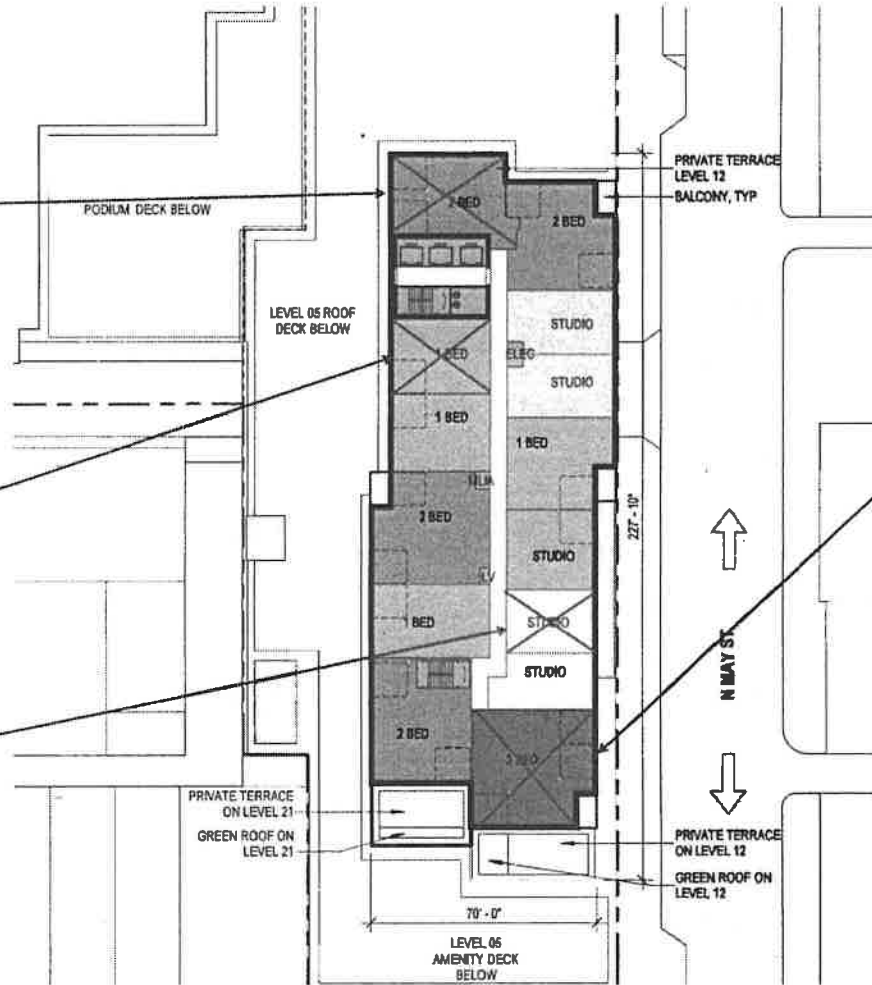 PRIVATE TERRACE
LEVEL 12
BALCONY, TYP
PODIUM DECK BELOW
2 BED
2 BED
LEVEL 05 ROOF
DECK BELOW
STUDIO
1 BED
ELEC
STUDIO
1 BED
1 BED
2 BED
227' - 10"
STUDIO
LV
1 BED
STUDIO
N MAY ST.
STUDIO
2 BED
3 BED
PRIVATE TERRACE
ON LEVEL 21
GREEN ROOF ON
LEVEL 21
PRIVATE TERRACE
ON LEVEL 12
GREEN ROOF ON
LEVEL 12
70' - 0"
LEVEL 05
AMENITY DECK
BELOW